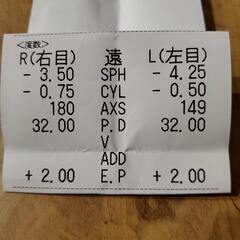 <度数>
R(右目) 遠 L(左目)
- 3.50 SPH - 4.25
- 0.75 CYL - 0.50
180 AXS 149
32.00 P.D 32.00
V
ADD
+ 2.00 E.P + 2.00